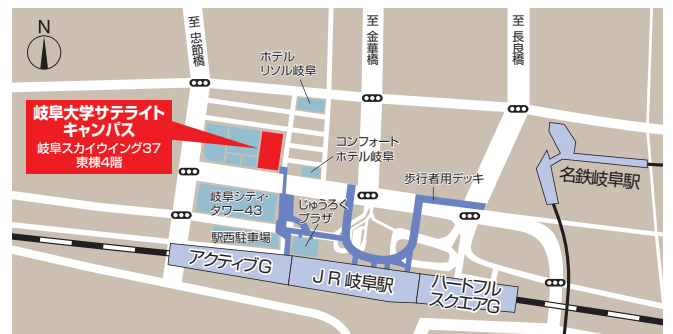 N
至 忠節橋
至 金華橋
至 長良橋
ホテル
リソル岐阜
岐阜大学サテライト
キャンパス
岐阜スカイウイング37
東棟4階
コンフォート
ホテル岐阜
歩行者用デッキ
名鉄岐阜駅
岐阜シティ・
タワー43
じゅうろく
プラザ
駅西駐車場
アクティブG
JR岐阜駅
ハートフル
スクエアG